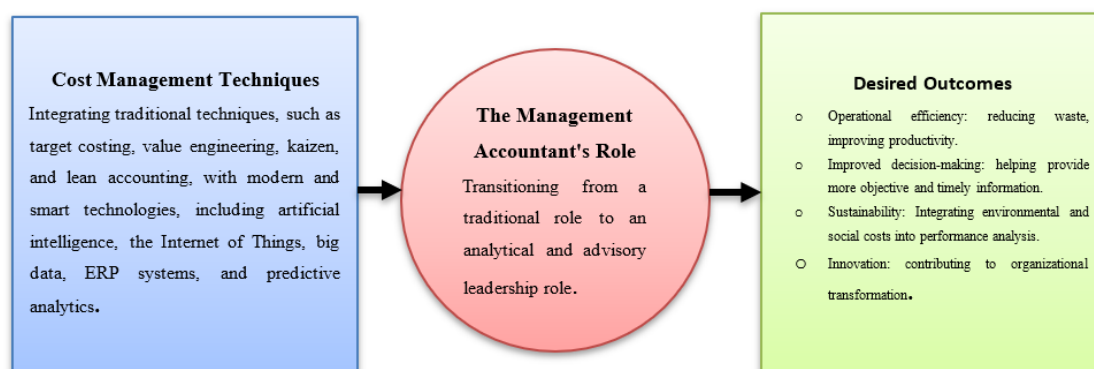 Cost Management Techniques
Integrating traditional techniques, such as
target costing, value engineering, kaizen,
and lean accounting, with modern and
smart technologies, including artificial
intelligence, the Internet of Things, big
data, ERP systems, and predictive
analytics.
The Management
Accountant's Role
Transitioning from a
traditional role to an
analytical and advisory
leadership role.
Desired Outcomes
o Operational efficiency: reducing waste,
improving productivity.
o Improved decision-making: helping provide
more objective and timely information.
o Sustainability: Integrating environmental and
social costs into performance analysis.
o Innovation: contributing to organizational
transformation.